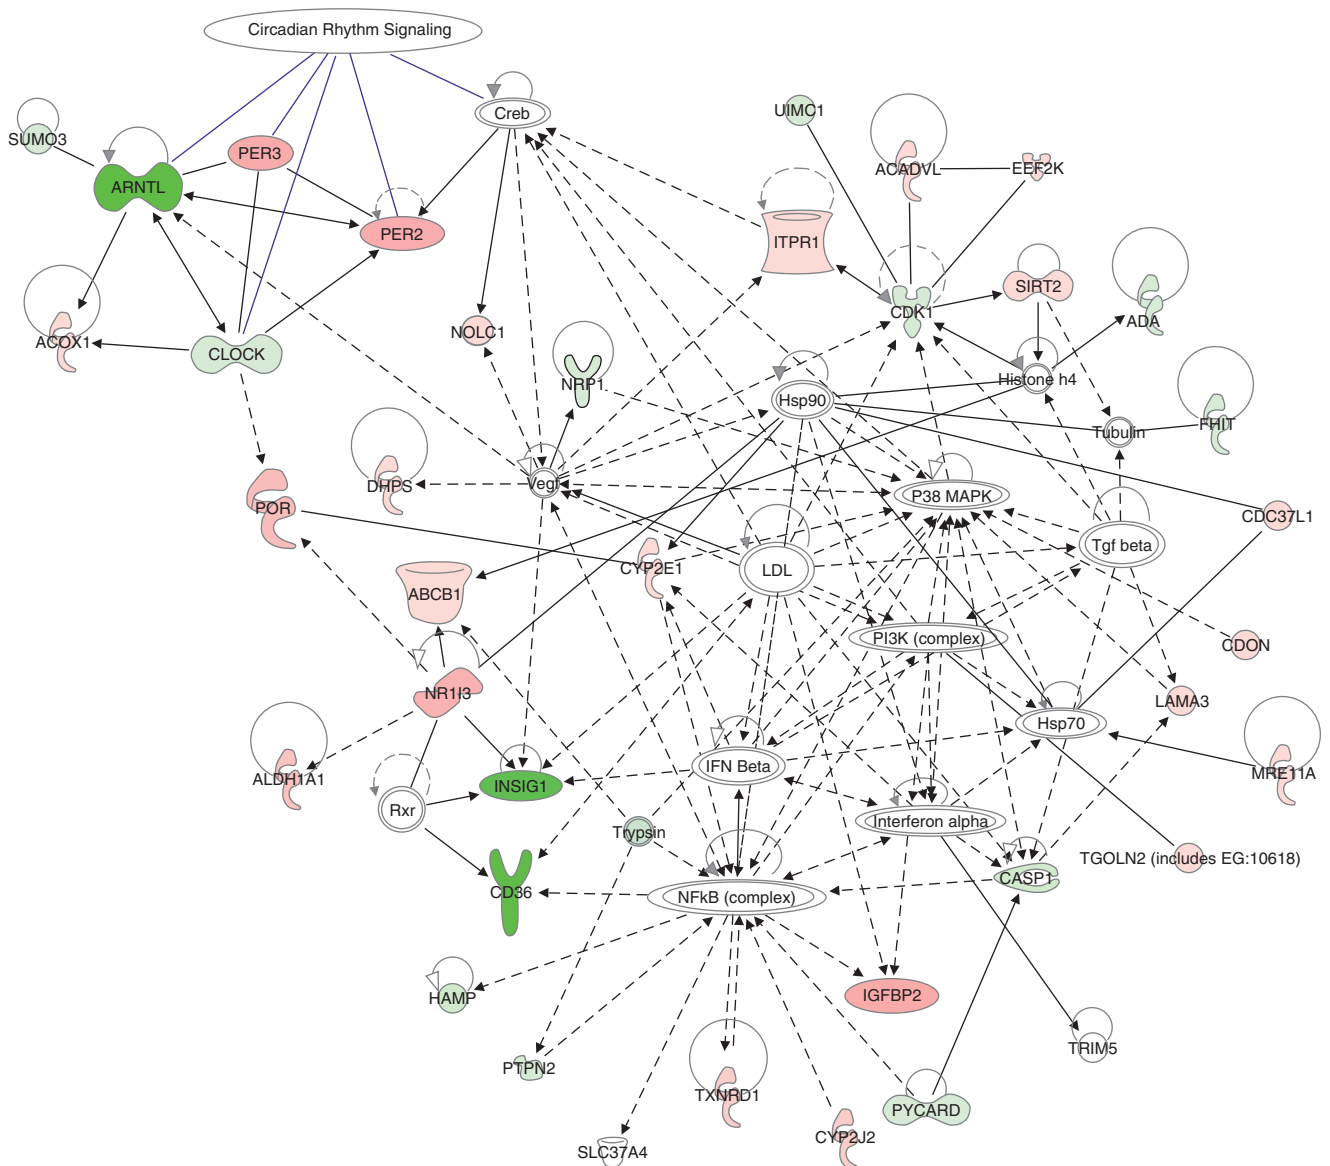 Circadian Rhythm Signaling
Creb
UIMC1
SUMO3
PER3
ACADVL
EEF2K
ARNTL
PER2
ITPR1
SIRT2
CDK1
ADA
NOLC1
ACOX1
CLOCK
NRP1
Histone h4
Hsp90
Tubulin
FHIT
DHPS
Vegf
P38 MAPK
POR
CDC37L1
Tgf beta
CYP2E1
LDL
ABCB1
PI3K (complex)
CDON
NR1I3
LAMA3
Hsp70
IFN Beta
MRE11A
ALDH1A1
INSIG1
Rxr
Interferon alpha
Trypsin
TGOLN2 (includes EG:10618)
CASP1
CD36
NFkB (complex)
HAMP
IGFBP2
TRIM5
PTPN2
TXNRD1
PYCARD
CYP2J2
SLC37A4